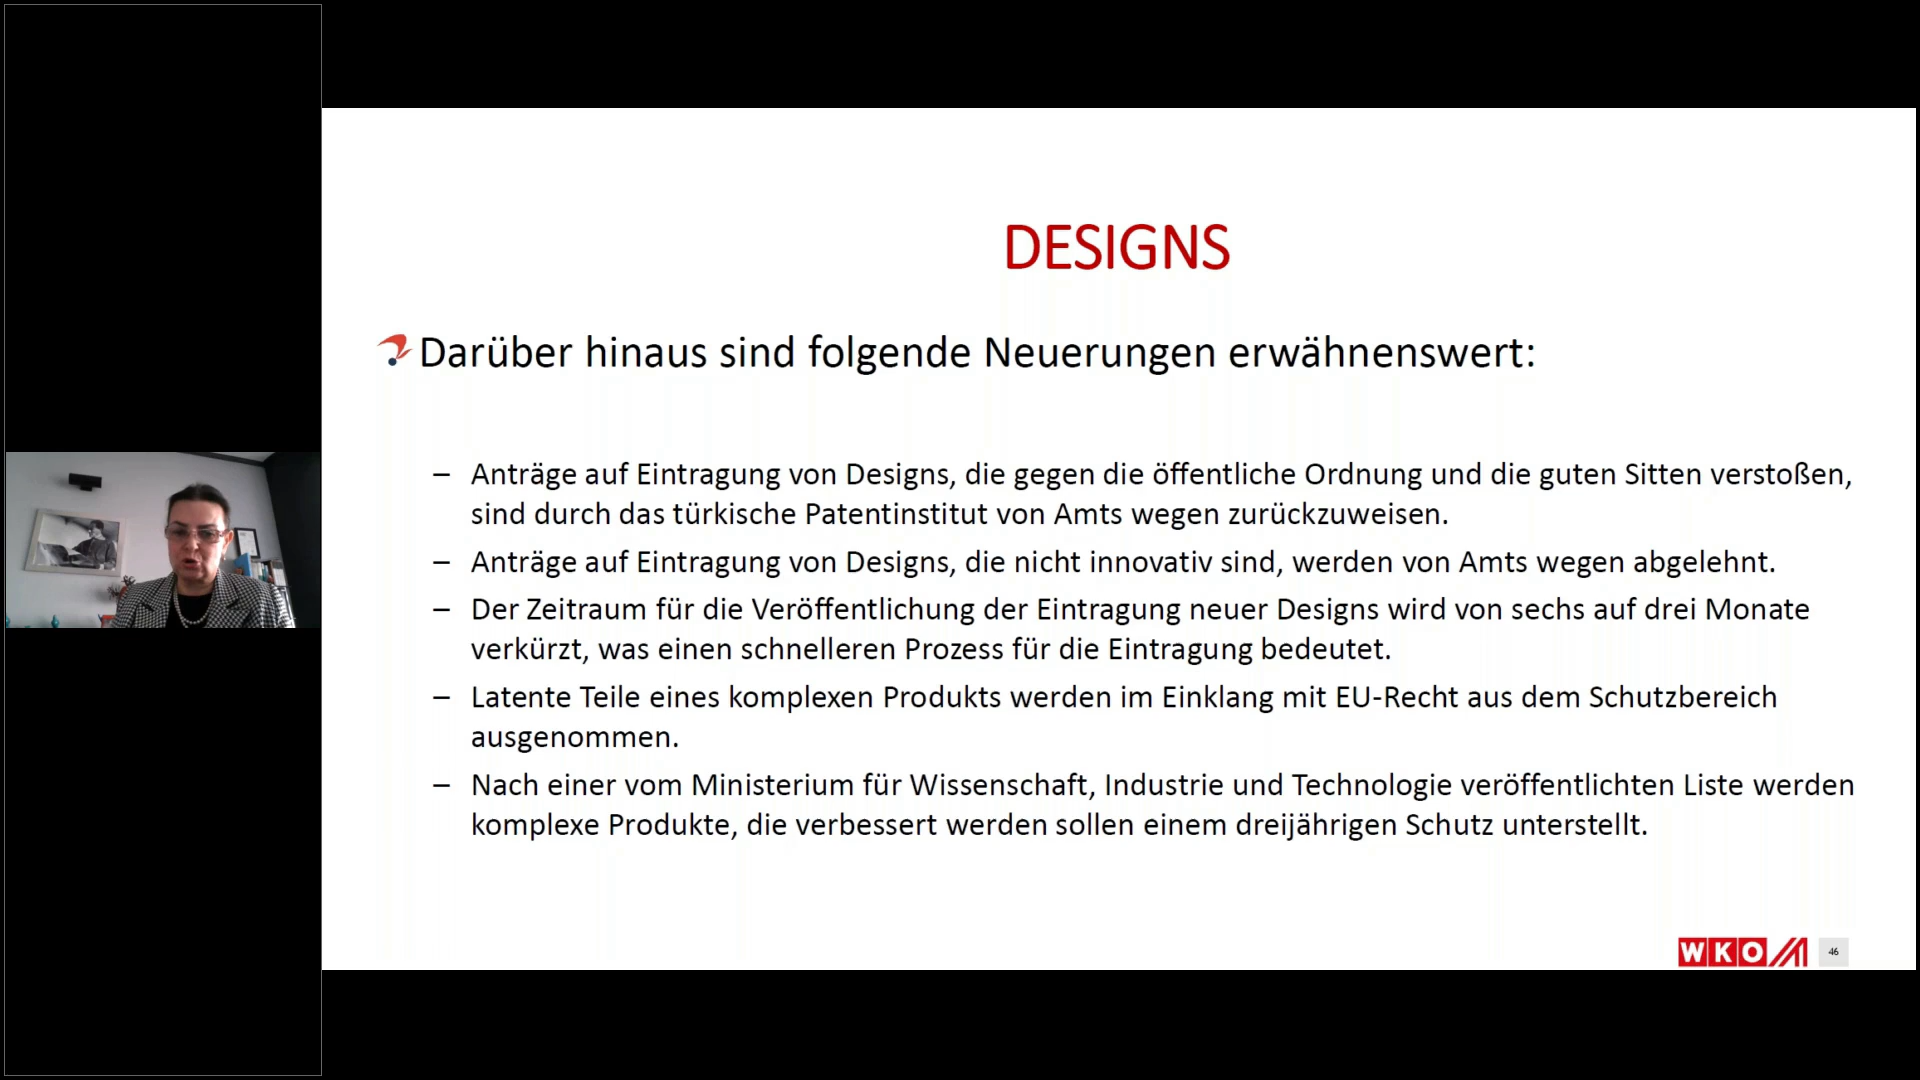 DESIGNS
Darüber hinaus sind folgende Neuerungen erwähnenswert:
– Anträge auf Eintragung von Designs, die gegen die öffentliche Ordnung und die guten Sitten verstoßen,
sind durch das türkische Patentinstitut von Amts wegen zurückzuweisen.
– Anträge auf Eintragung von Designs, die nicht innovativ sind, werden von Amts wegen abgelehnt.
– Der Zeitraum für die Veröffentlichung der Eintragung neuer Designs wird von sechs auf drei Monate
verkürzt, was einen schnelleren Prozess für die Eintragung bedeutet.
– Latente Teile eines komplexen Produkts werden im Einklang mit EU-Recht aus dem Schutzbereich
ausgenommen.
– Nach einer vom Ministerium für Wissenschaft, Industrie und Technologie veröffentlichten Liste werden
komplexe Produkte, die verbessert werden sollen einem dreijährigen Schutz unterstellt.
WKO 46